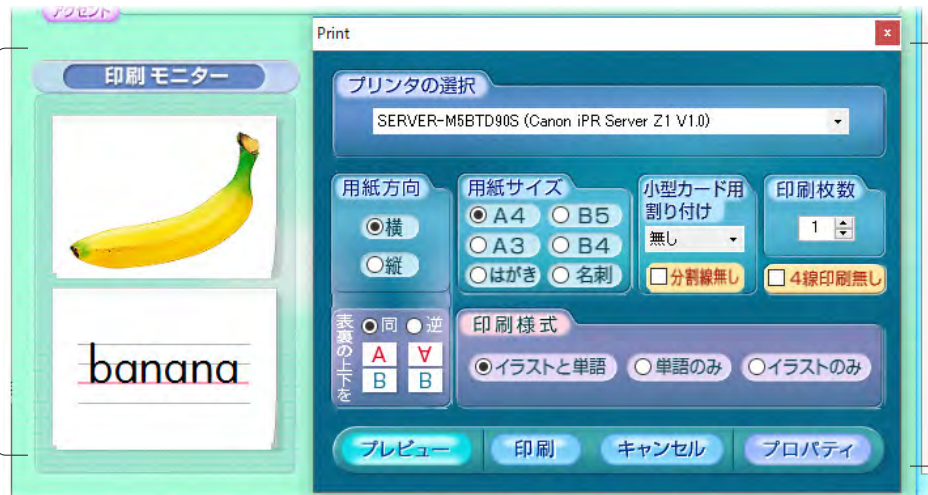 アクセント
Print
x
印刷モニター
プリンタの選択
SERVER-M5BTD90S (Canon iPR Server Z1 V1.0)
用紙方向
横
縦
用紙サイズ
A4 B5
A3 B4
はがき 名刺
小型カード用
割り付け
無し
分割線無し
印刷枚数
1
4線印刷無し
表裏の上下を
同 逆
A A
B B
印刷様式
イラストと単語 単語のみ イラストのみ
banana
プレビュー 印刷 キャンセル プロパティ